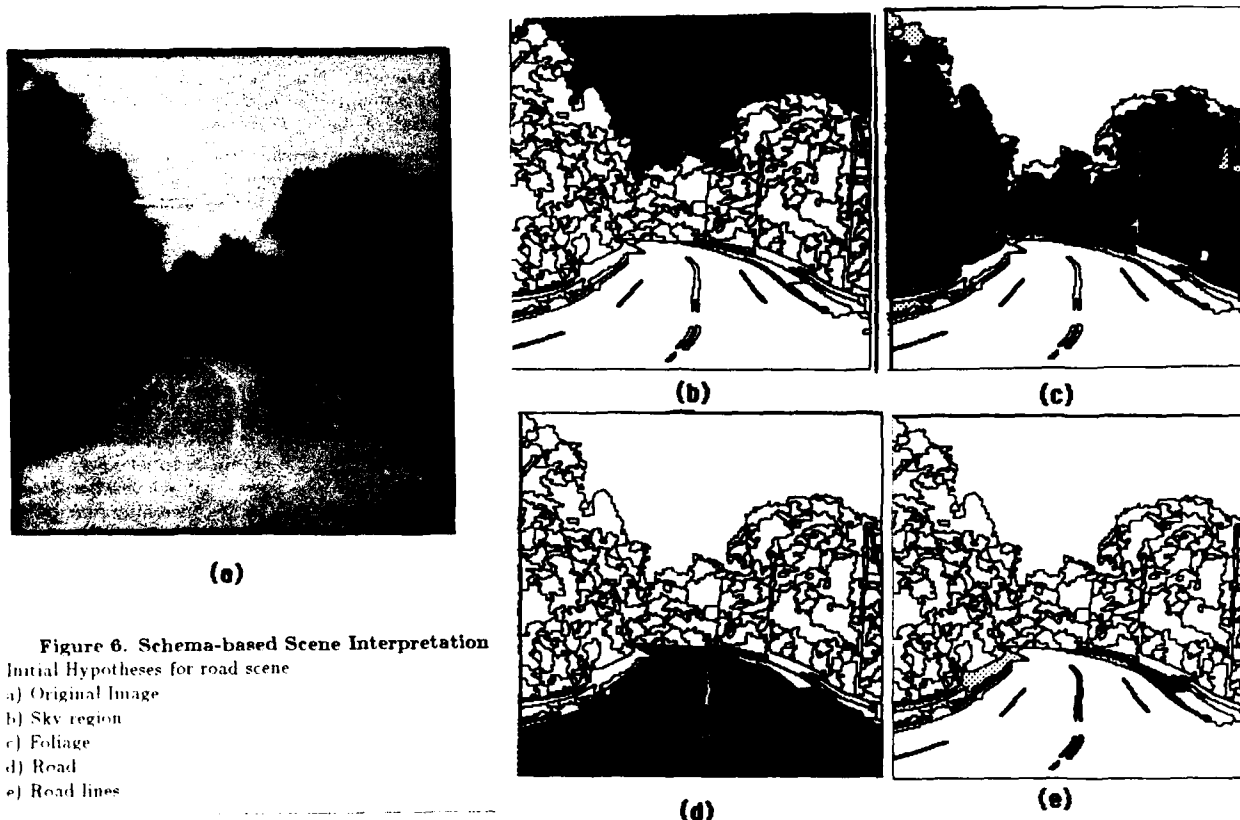 (a)
(b)
(c)
(d)
(e)
Figure 6. Schema-based Scene Interpretation
Initial Hypotheses for road scene
a) Original Image
b) Sky region
c) Foliage
d) Road
e) Road lines